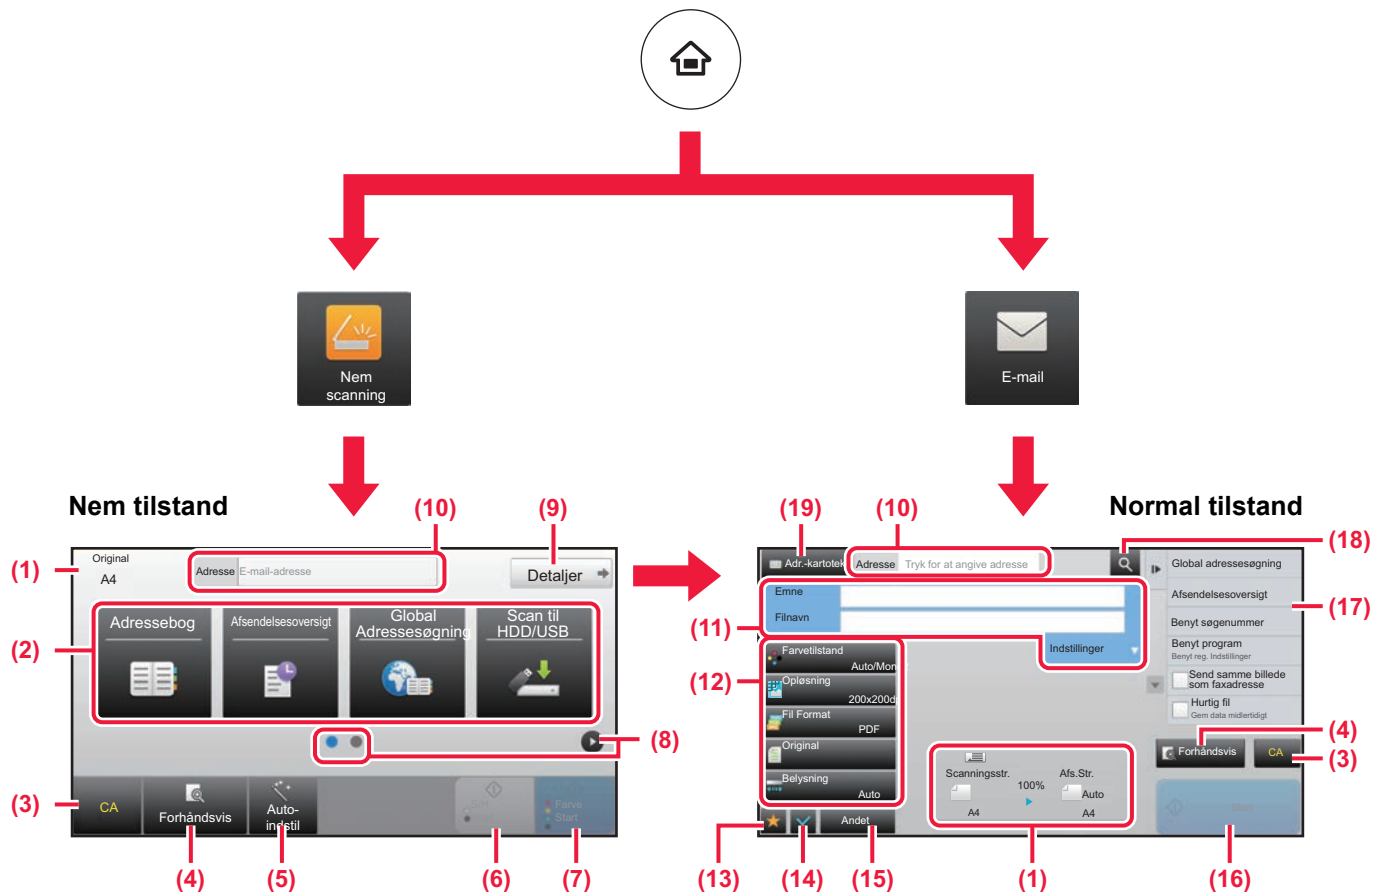 Nem
scanning
E-mail
Nem tilstand
Normal tilstand
(10)
(9)
(19)
(10)
(18)
(1)
Original
A4
Adresse
E-mail-adresse
Detaljer
Adr.-kartotek
Adresse
Tryk for at angive adresse
Global adressesøgning
Afsendelsesoversigt
(17)
Benyt søgenummer
Benyt program
Benyt reg. Indstillinger
Send samme billede
som faxadresse
Hurtig fil
Gem data midlertidigt
(2)
Adressebog
Afsendelsesoversigt
Global
Adressesøgning
Scan til
HDD/USB
(11)
Emne
Filnavn
Indstillinger
(12)
Farvetilstand
Auto/Mon
Opløsning
200x200d
Fil Format
PDF
Original
Belysning
Auto
(8)
(4)
Forhåndsvis
CA
(3)
Scanningsstr.
100%
Afs.Str.
Auto
A4
A4
(3)
CA
Forhåndsvis
Auto-
indstil
B/H
Farve
Start
Andet
Start
(4)
(5)
(6)
(7)
(13)
(14)
(15)
(1)
(16)